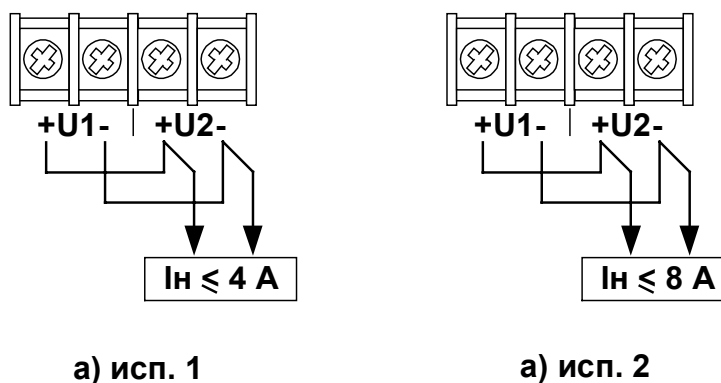 +U1- | +U2-
+U1- | +U2-
Iн ⩽ 4 А
Iн ⩽ 8 А
а) исп. 1
а) исп. 2